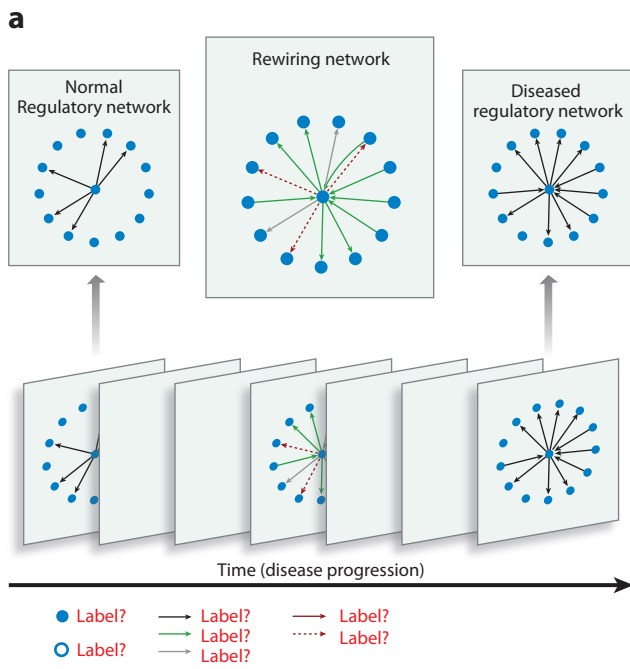 a
Normal
Regulatory network
Rewiring network
Diseased
regulatory network
Time (disease progression)
Label?
Label?
Label?
Label?
Label?
Label?
Label?